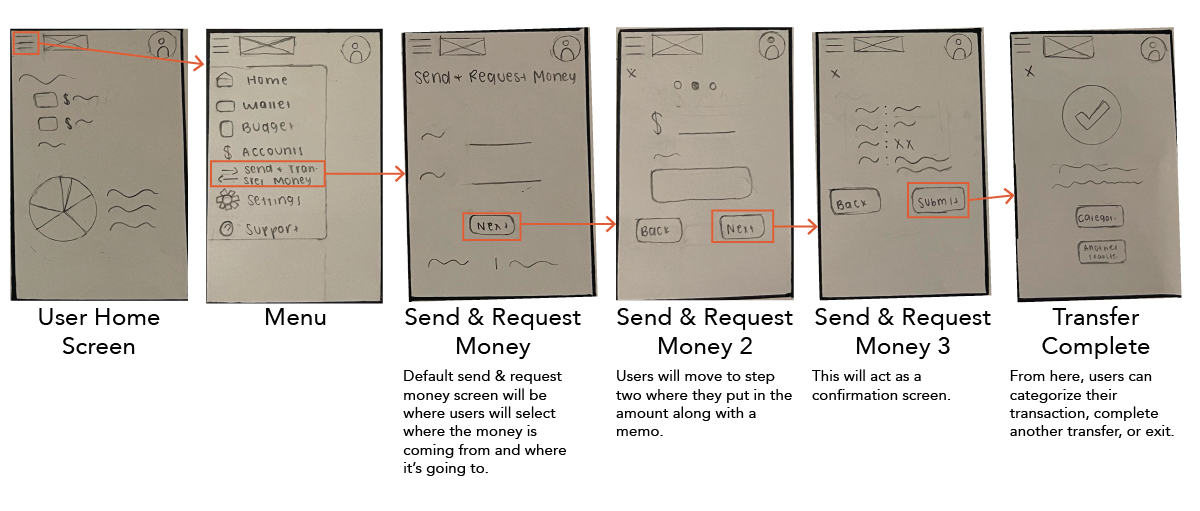 Home
Wallet
Budget
$ Accounts
Send + Tran-
sfer Money
Settings
? Support
Send + Request Money
Next
$
Back
Next
X
X
: XX
Back
Submit
X
Categor.
Another
User Home
Screen
Menu
Send & Request
Money
Default send & request
money screen will be
where users will select
where the money is
coming from and where
it's going to.
Send & Request
Money 2
Users will move to step
two where they put in the
amount along with a
memo.
Send & Request
Money 3
This will act as a
confirmation screen.
Transfer
Complete
From here, users can
categorize their
transaction, complete
another transfer, or exit.